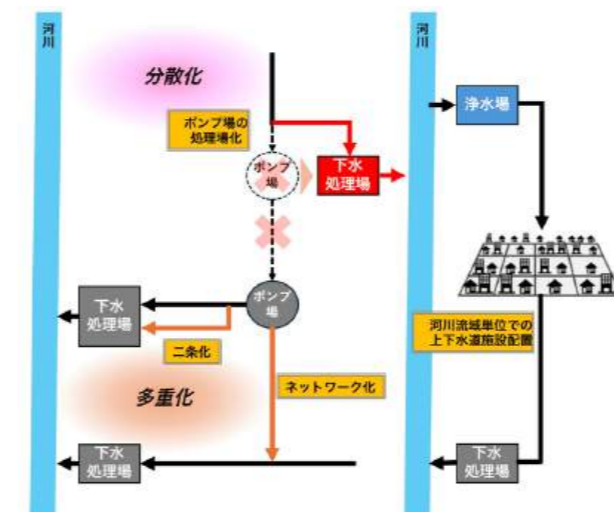 河川
分散化
ポンプ場の
処理場化
ポンプ
場
下水
処理場
ポンプ
場
下水
処理場
二条化
ネットワーク化
多重化
下水
処理場
河川
浄水場
河川流域単位での
上下水道施設配置
下水
処理場